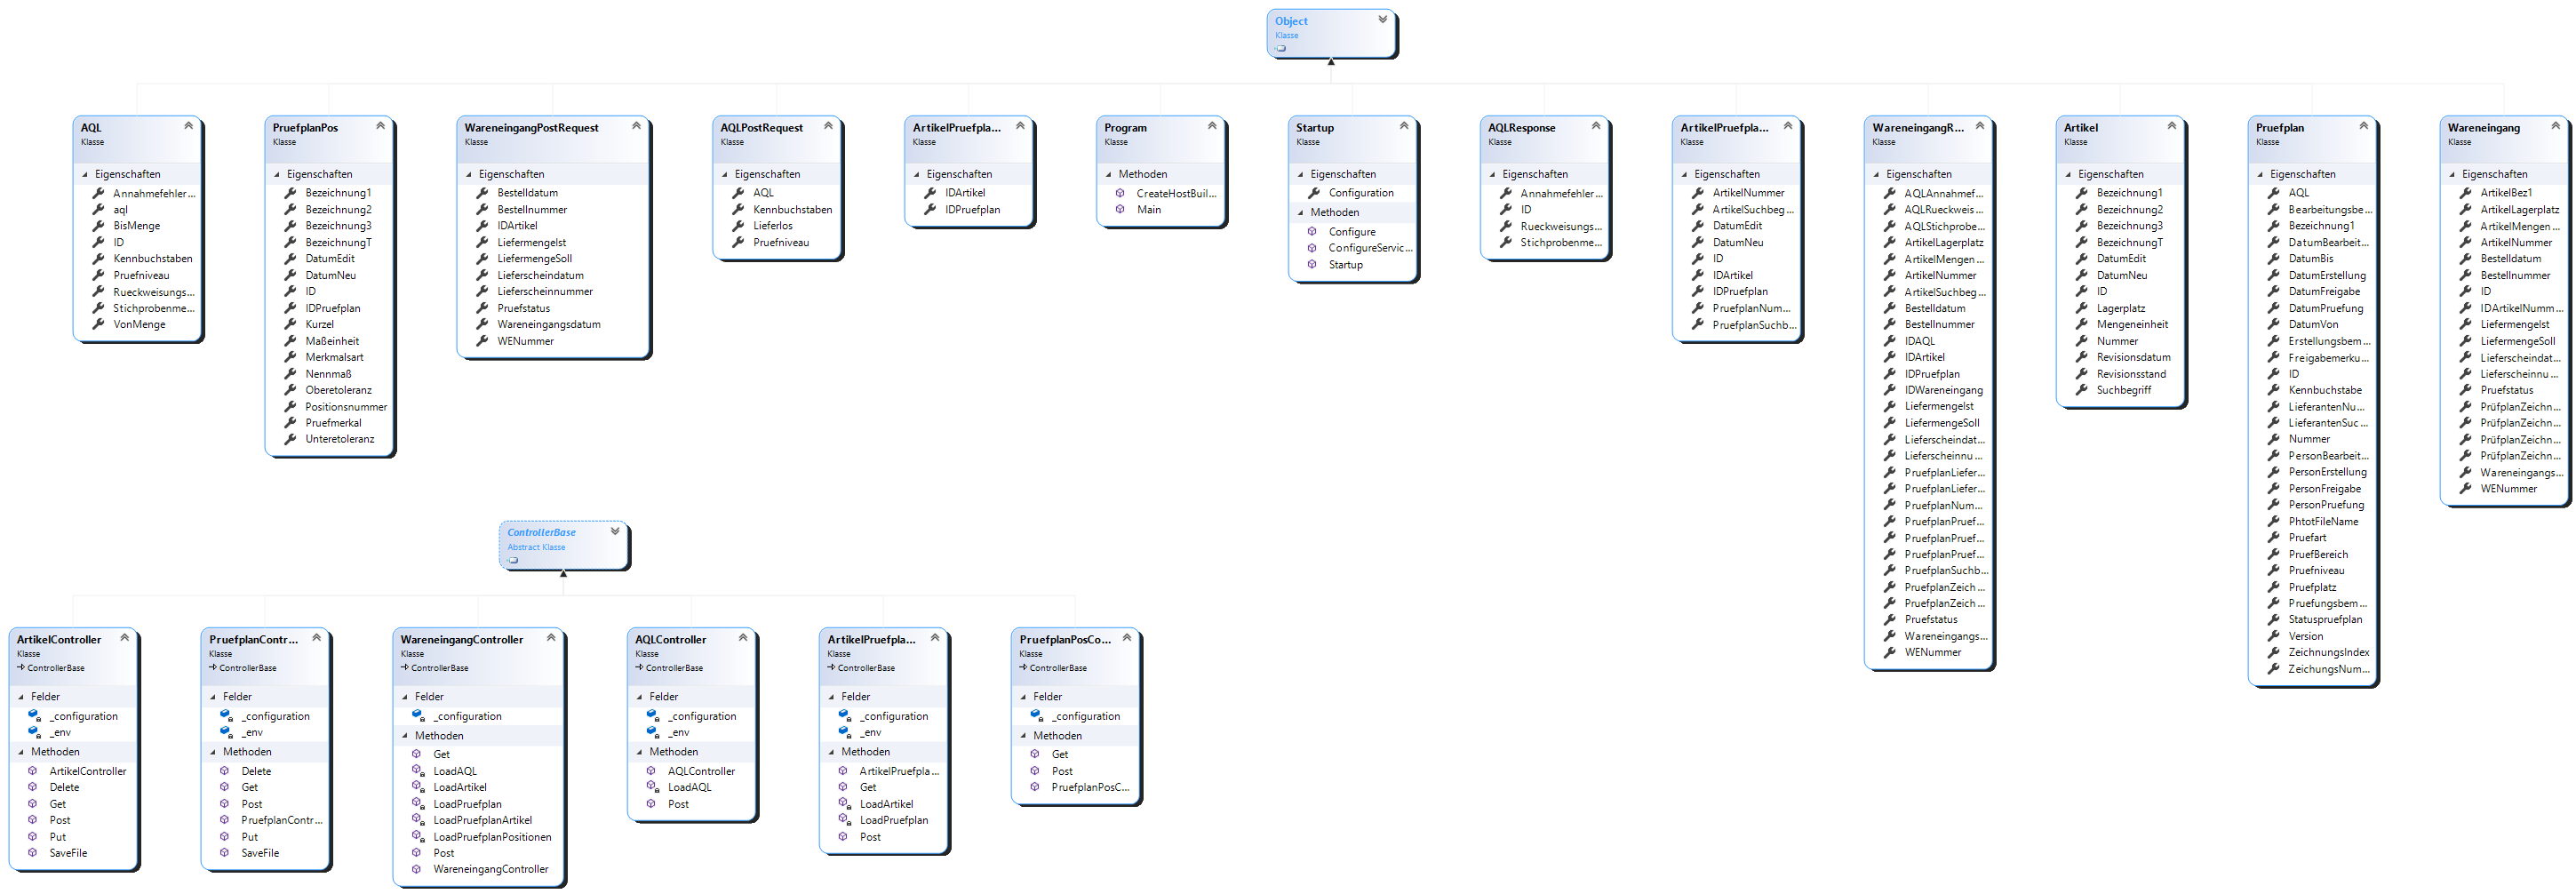 Object
Klasse
AQL
Klasse
Eigenschaften
Annahmefehler...
aql
BisMenge
ID
Kennbuchstaben
Pruefniveau
Rueckweisungs...
Stichprobenme...
VonMenge
PruefplanPos
Klasse
Eigenschaften
Bezeichnung1
Bezeichnung2
Bezeichnung3
BezeichnungT
DatumEdit
DatumNeu
ID
IDPruefplan
Kurzel
Maßeinheit
Merkmalsart
Nennmaß
Oberetoleranz
Positionsnummer
Pruefmerkal
Unteretoleranz
WareneingangPostRequest
Klasse
Eigenschaften
Bestelldatum
Bestellnummer
IDArtikel
LiefermengeIst
LiefermengeSoll
Lieferscheindatum
Lieferscheinnummer
Pruefstatus
Wareneingangsdatum
WENummer
AQLPostRequest
Klasse
Eigenschaften
AQL
Kennbuchstaben
Lieferlos
Pruefniveau
ArtikelPruefpla...
Klasse
Eigenschaften
IDArtikel
IDPruefplan
Program
Klasse
Methoden
CreateHostBuil...
Main
Startup
Klasse
Eigenschaften
Configuration
Methoden
Configure
ConfigureServic...
Startup
AQLResponse
Klasse
Eigenschaften
Annahmefehler...
ID
Rueckweisungs...
Stichprobenme...
ArtikelPruefpla...
Klasse
Eigenschaften
ArtikelNummer
ArtikelSuchbeg...
DatumEdit
DatumNeu
ID
IDArtikel
IDPruefplan
PruefplanNum...
PruefplanSuchb...
WareneingangR...
Klasse
Eigenschaften
AQLAnnahmef...
AQLRueckweis...
AQLStichprobe...
ArtikelLagerplatz
ArtikelMengen...
ArtikelNummer
ArtikelSuchbeg...
Bestelldatum
Bestellnummer
IDAQL
IDArtikel
IDPruefplan
IDWareneingang
LiefermengeIst
LiefermengeSoll
Lieferscheindat...
Lieferscheinnu...
PruefplanLiefer...
PruefplanLiefer...
PruefplanNum...
PruefplanPruef...
PruefplanPruef...
PruefplanPruef...
PruefplanSuchb...
PruefplanZeich...
PruefplanZeich...
Pruefstatus
Wareneingangs...
WENummer
Artikel
Klasse
Eigenschaften
Bezeichnung1
Bezeichnung2
Bezeichnung3
BezeichnungT
DatumEdit
DatumNeu
ID
Lagerplatz
Mengeneinheit
Nummer
Revisionsdatum
Revisionsstand
Suchbegriff
Pruefplan
Klasse
Eigenschaften
AQL
Bearbeitungsbe...
Bezeichnung1
DatumBearbeit...
DatumBis
DatumErstellung
DatumFreigabe
DatumPruefung
DatumVon
Erstellungsbem...
Freigabemerku...
ID
Kennbuchstabe
LieferantenNu...
LieferantenSuc...
Nummer
PersonBearbeit...
PersonErstellung
PersonFreigabe
PersonPruefung
PhtotFileName
Pruefart
PruefBereich
Pruefniveau
Pruefplatz
Pruefungsbem...
Statuspruefplan
Version
ZeichnungsIndex
ZeichungsNum...
Wareneingang
Klasse
Eigenschaften
ArtikelBez1
ArtikelLagerplatz
ArtikelMengen...
ArtikelNummer
Bestelldatum
Bestellnummer
ID
IDArtikelNumm...
LiefermengeIst
LiefermengeSoll
Lieferscheindat...
Lieferscheinnu...
Pruefstatus
PrüfplanZeichn...
PrüfplanZeichn...
PrüfplanZeichn...
PrüfplanZeichn...
Wareneingangs...
WENummer
ControllerBase
Abstract Klasse
ArtikelController
Klasse
ControllerBase
Felder
_configuration
_env
Methoden
ArtikelController
Delete
Get
Post
Put
SaveFile
PruefplanContr...
Klasse
ControllerBase
Felder
_configuration
_env
Methoden
Delete
Get
Post
PruefplanContr...
Put
SaveFile
WareneingangController
Klasse
ControllerBase
Felder
_configuration
Methoden
Get
LoadAQL
LoadArtikel
LoadPruefplan
LoadPruefplanArtikel
LoadPruefplanPositionen
Post
WareneingangController
AQLController
Klasse
ControllerBase
Felder
_configuration
_env
Methoden
AQLController
LoadAQL
Post
ArtikelPruefpla...
Klasse
ControllerBase
Felder
_configuration
_env
Methoden
ArtikelPruefpla...
Get
LoadArtikel
LoadPruefplan
Post
PruefplanPosCo...
Klasse
ControllerBase
Felder
_configuration
Methoden
Get
Post
PruefplanPosC...